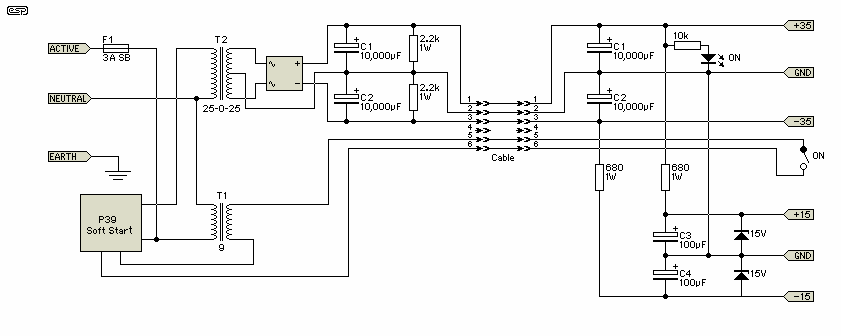 esp
ACTIVE
F1
3A SB
NEUTRAL
EARTH
P39
Soft Start
T2
25-0-25
T1
9
+
-
+
C1
10,000µF
+
C2
10,000µF
2.2k
1W
2.2k
1W
1
2
3
4
5
6
Cable
1
2
3
4
5
6
+
C1
10,000µF
+
C2
10,000µF
10k
ON
680
1W
680
1W
+
C3
100µF
+
C4
100µF
15V
15V
ON
+35
GND
-35
+15
GND
-15